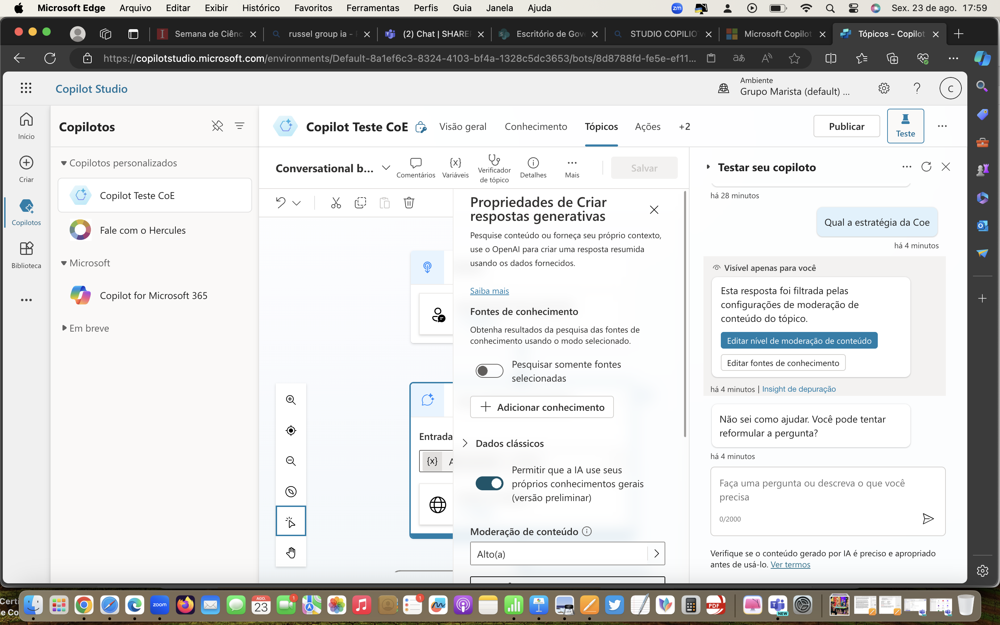 Microsoft Edge Arquivo Editar Exibir Histórico Favoritos Ferramentas Perfis Guia Janela Ajuda zm Sex. 23 de ago. 17:59
Semana de Ciênc
russel group ia -
(2) Chat | SHARE
Escritório de Gov
STUDIO COPILIO
Microsoft Copilot
Tópicos - Copilot
https://copilotstudio.microsoft.com/environments/Default-8a1ef6c3-8324-4103-bf4a-1328c5dc3653/bots/8d8788fd-fe5e-ef11...
Copilot Studio
Ambiente
Grupo Marista (default) ...
C
Início
Criar
Copilotos
Biblioteca
Copilotos
Copilotos personalizados
Copilot Teste CoE
Fale com o Hercules
Microsoft
Copilot for Microsoft 365
Em breve
Copilot Teste CoE
Visão geral
Conhecimento
Tópicos
Ações
+2
Publicar
Teste
Conversational b...
Comentários
{x}
Variáveis
Verificador
de tópico
Detalhes
Mais
Salvar
Entrada
{x} A
Propriedades de Criar
respostas generativas
Pesquise conteúdo ou forneça seu próprio contexto,
use o OpenAI para criar uma resposta resumida
usando os dados fornecidos.
Saiba mais
Fontes de conhecimento
Obtenha resultados da pesquisa das fontes de
conhecimento usando o modo selecionado.
Pesquisar somente fontes
selecionadas
Adicionar conhecimento
Dados clássicos
Permitir que a IA use seus
próprios conhecimentos gerais
(versão preliminar)
Moderação de conteúdo
Alto(a)
Testar seu copiloto
há 28 minutos
Qual a estratégia da Coe
há 4 minutos
Visível apenas para você
Esta resposta foi filtrada pelas
configurações de moderação de
conteúdo do tópico.
Editar nível de moderação de conteúdo
Editar fontes de conhecimento
há 4 minutos | Insight de depuração
Não sei como ajudar. Você pode tentar
reformular a pergunta?
há 4 minutos
Faça uma pergunta ou descreva o que você
precisa
0/2000
Verifique se o conteúdo gerado por IA é preciso e apropriado
antes de usá-lo. Ver termos
Certi
e Co
zoom
AGO.
23
1
1
PDF
NEW